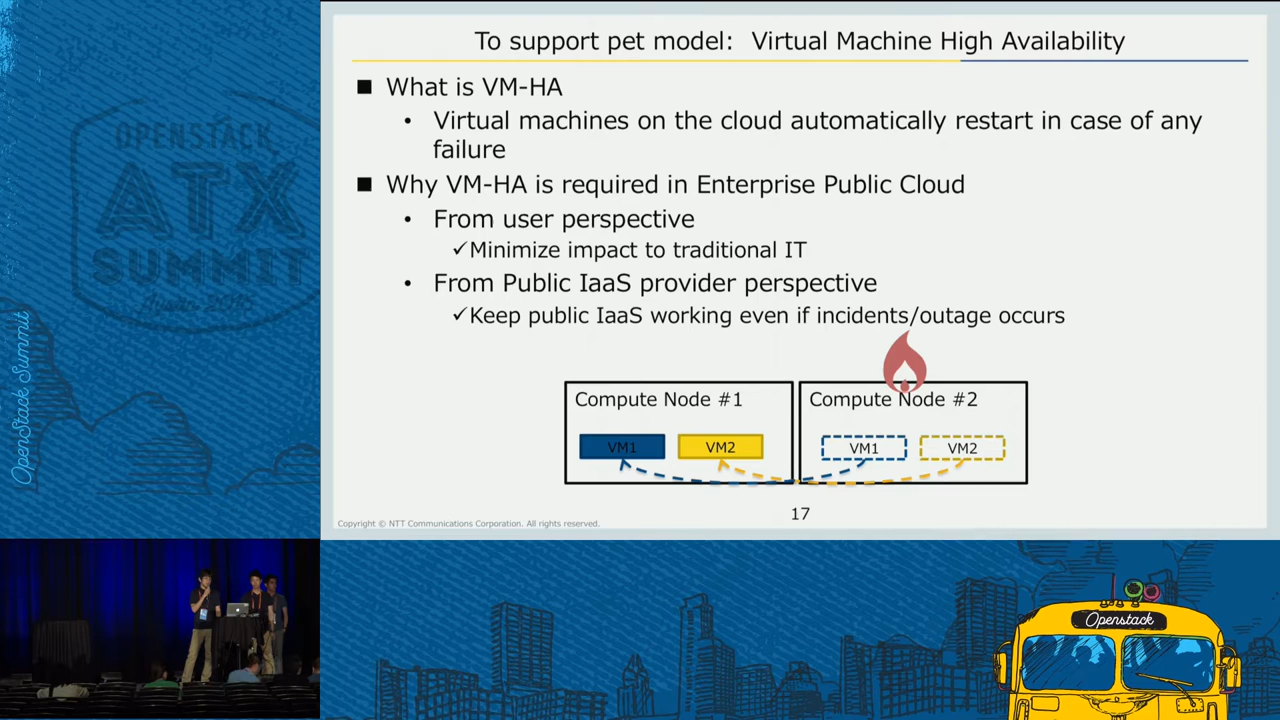 To support pet model: Virtual Machine High Availability
■ What is VM-HA
• Virtual machines on the cloud automatically restart in case of any
failure
■ Why VM-HA is required in Enterprise Public Cloud
• From user perspective
✓Minimize impact to traditional IT
• From Public IaaS provider perspective
✓Keep public IaaS working even if incidents/outage occurs
Compute Node #1
Compute Node #2
VM1
VM2
VM1
VM2
17
Copyright © NTT Communications Corporation. All rights reserved.
OPENSTACK
ATX
SUMMIT
Austin 2016
OpenStack Summit
Openstack